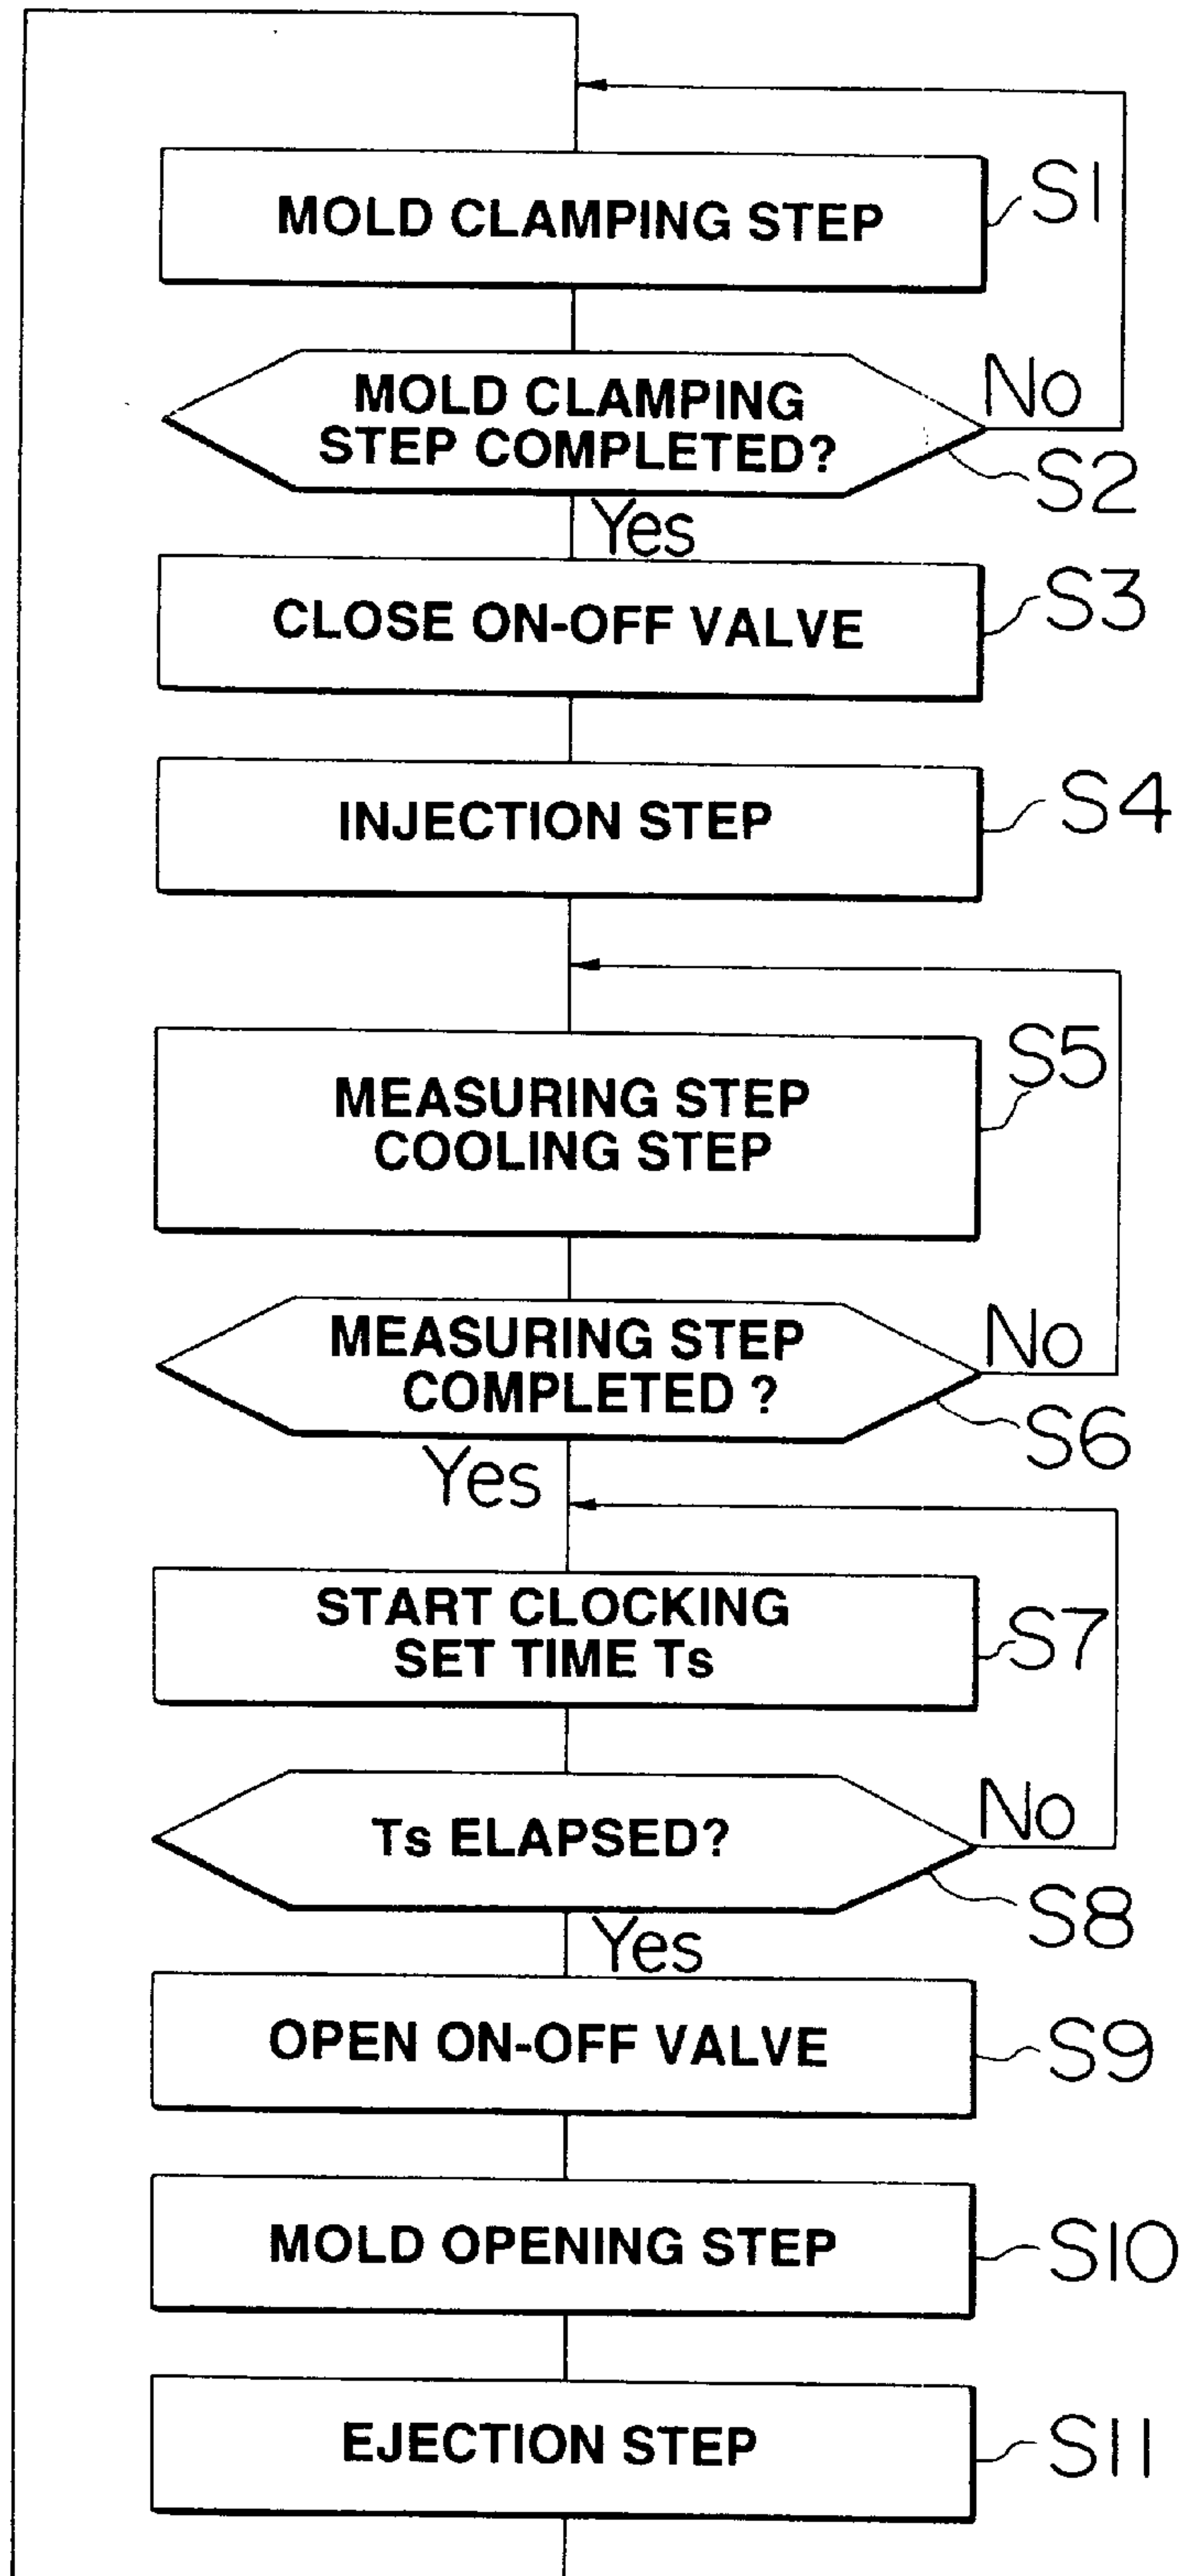 MOLD CLAMPING STEP
S1
MOLD CLAMPING
STEP COMPLETED?
No
S2
Yes
CLOSE ON-OFF VALVE
S3
INJECTION STEP
S4
MEASURING STEP
COOLING STEP
S5
MEASURING STEP
COMPLETED ?
No
S6
Yes
START CLOCKING
SET TIME Ts
S7
Ts ELAPSED?
No
S8
Yes
OPEN ON-OFF VALVE
S9
MOLD OPENING STEP
S10
EJECTION STEP
S11